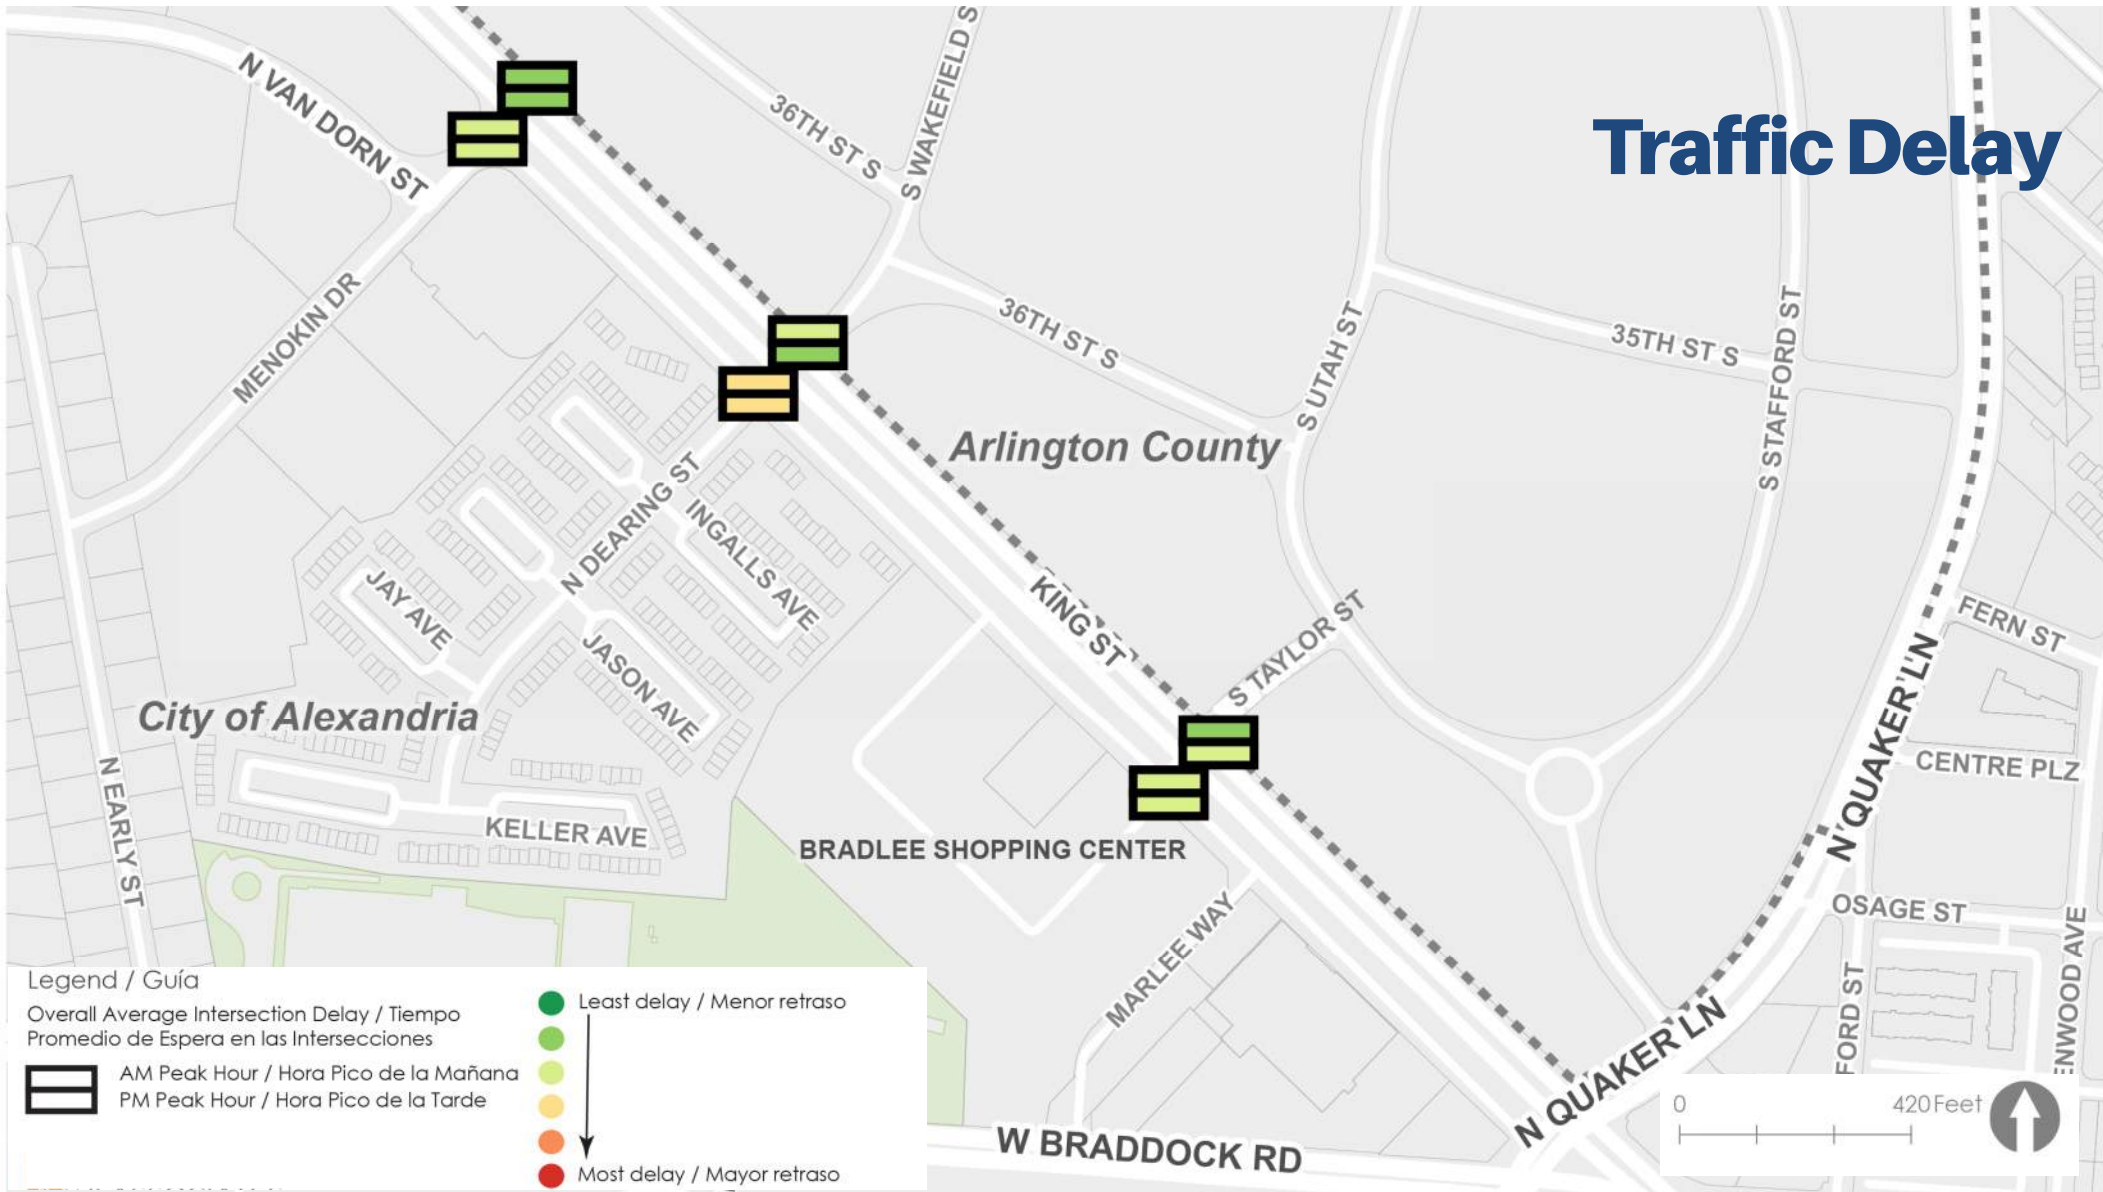 Traffic Delay
N VAN DORN ST
36TH ST S
S WAKEFIELD S
MENOKIN DR
36TH ST S
S UTAH ST
35TH ST S
S STAFFORD ST
Arlington County
N DEARING ST
INGALLS AVE
JAY AVE
JASON AVE
KING ST
S TAYLOR ST
FERN ST
N QUAKER LN
City of Alexandria
CENTRE PLZ
N EARLY ST
KELLER AVE
BRADLEE SHOPPING CENTER
OSAGE ST
MARLEE WAY
FORD ST
ENWOOD AVE
N QUAKER LN
W BRADDOCK RD
Legend / Guía
Overall Average Intersection Delay / Tiempo
Promedio de Espera en las Intersecciones
AM Peak Hour / Hora Pico de la Mañana
PM Peak Hour / Hora Pico de la Tarde
Least delay / Menor retraso
Most delay / Mayor retraso
0 420 Feet